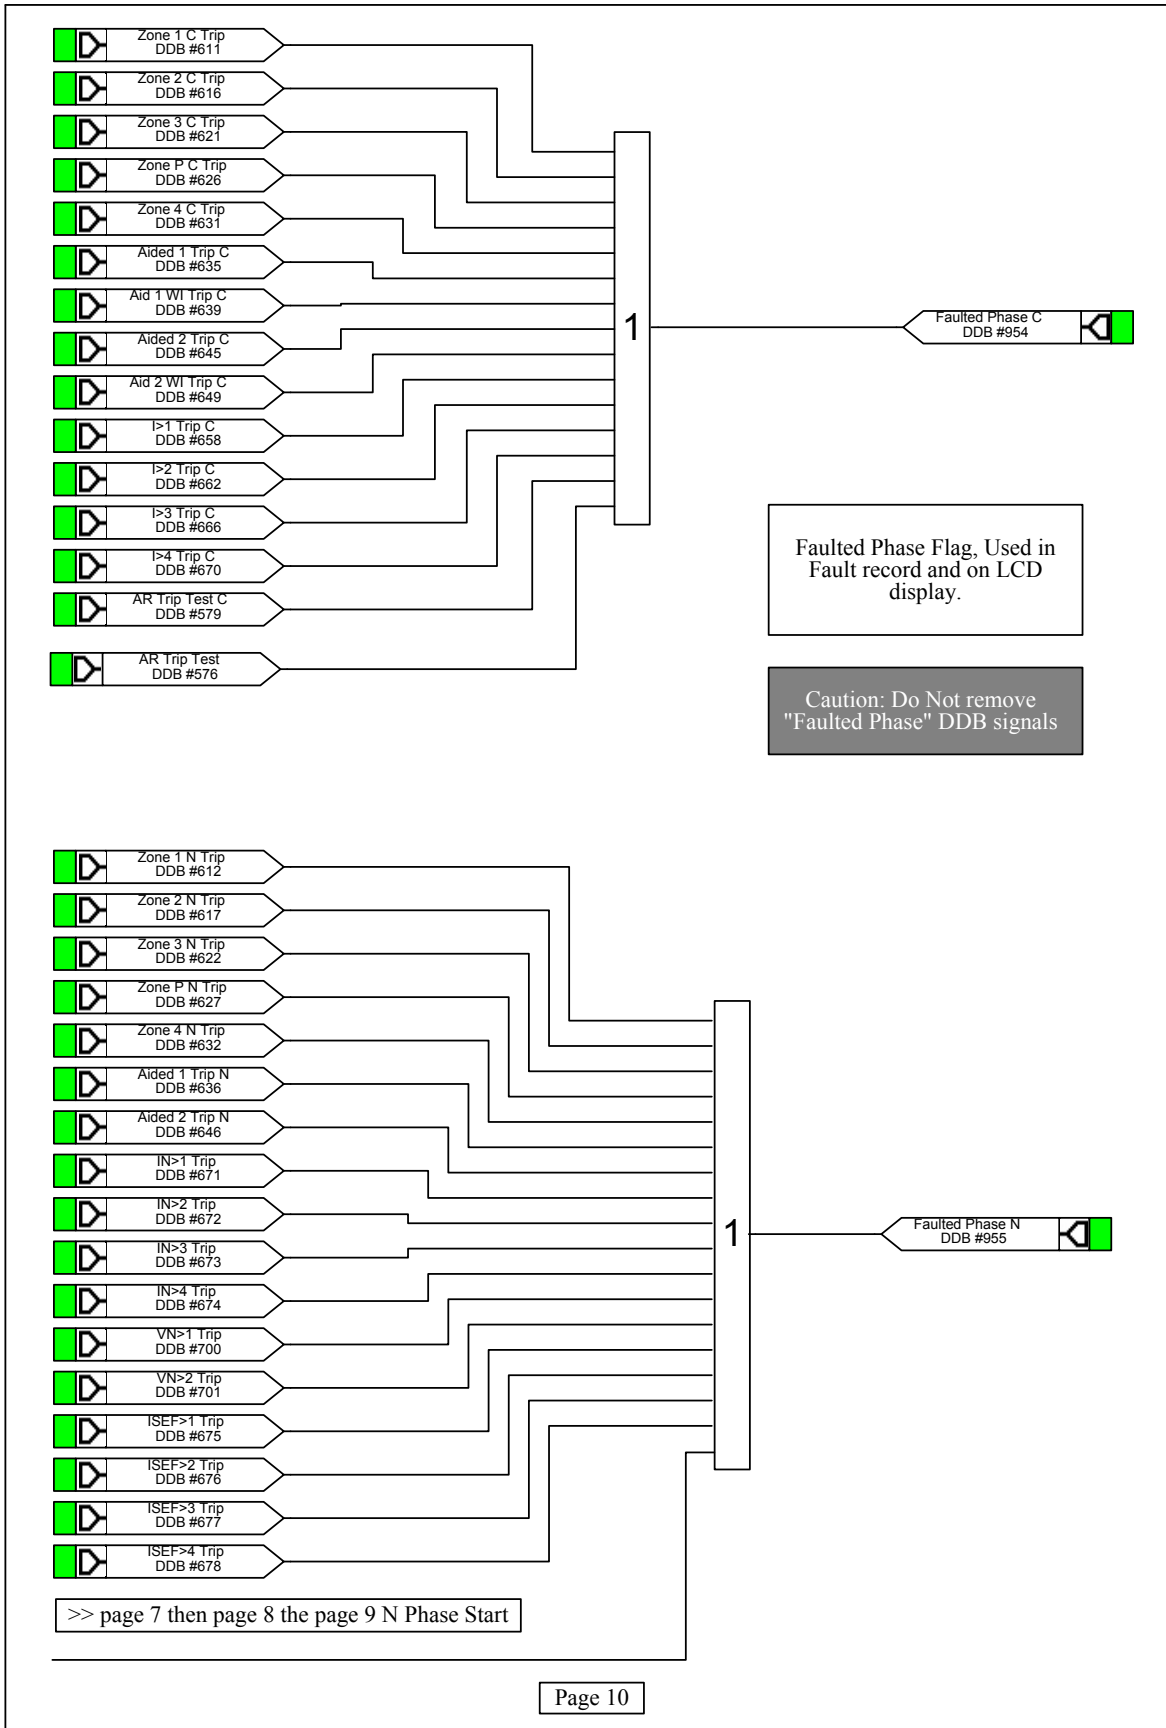 Zone 1 C Trip
DDB #611
Zone 2 C Trip
DDB #616
Zone 3 C Trip
DDB #621
Zone P C Trip
DDB #626
Zone 4 C Trip
DDB #631
Aided 1 Trip C
DDB #635
Aid 1 WI Trip C
DDB #639
Aided 2 Trip C
DDB #645
Aid 2 WI Trip C
DDB #649
I>1 Trip C
DDB #658
I>2 Trip C
DDB #662
I>3 Trip C
DDB #666
I>4 Trip C
DDB #670
AR Trip Test C
DDB #579
AR Trip Test
DDB #576
1
Faulted Phase C
DDB #954
Faulted Phase Flag, Used in
Fault record and on LCD
display.
Caution: Do Not remove
"Faulted Phase" DDB signals
Zone 1 N Trip
DDB #612
Zone 2 N Trip
DDB #617
Zone 3 N Trip
DDB #622
Zone P N Trip
DDB #627
Zone 4 N Trip
DDB #632
Aided 1 Trip N
DDB #636
Aided 2 Trip N
DDB #646
IN>1 Trip
DDB #671
IN>2 Trip
DDB #672
IN>3 Trip
DDB #673
IN>4 Trip
DDB #674
VN>1 Trip
DDB #700
VN>2 Trip
DDB #701
ISEF>1 Trip
DDB #675
ISEF>2 Trip
DDB #676
ISEF>3 Trip
DDB #677
ISEF>4 Trip
DDB #678
1
Faulted Phase N
DDB #955
>> page 7 then page 8 the page 9 N Phase Start
Page 10